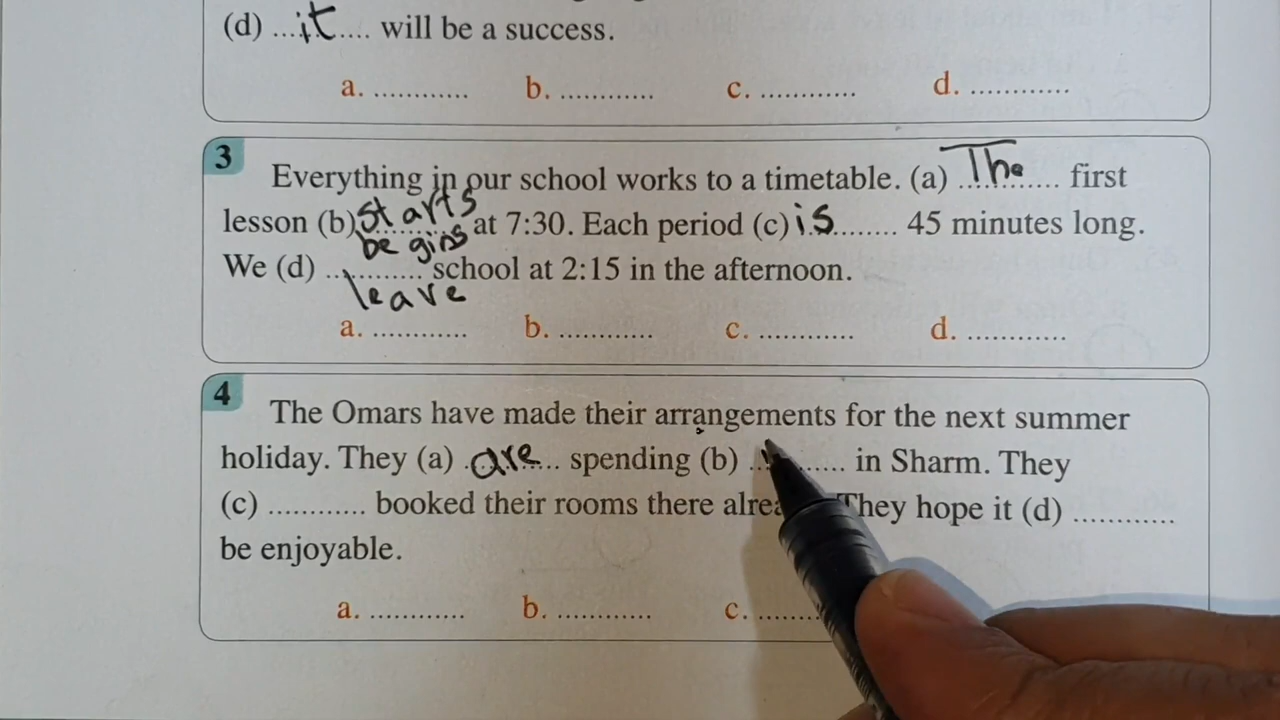 (d) ...it.... will be a success.
a. ............ b. ............ c. ............ d. ............
3
Everything in our school works to a timetable. (a) The first
lesson (b) starts at 7:30. Each period (c) is ........ 45 minutes long.
begins
We (d) ............ school at 2:15 in the afternoon.
leave
a. ............ b. ............ c. ............ d. ............
4
The Omars have made their arrangements for the next summer
holiday. They (a) .are.... spending (b) ............ in Sharm. They
(c) ............ booked their rooms there They hope it (d) ............
be enjoyable.
a. ............ b. ............ c. ........